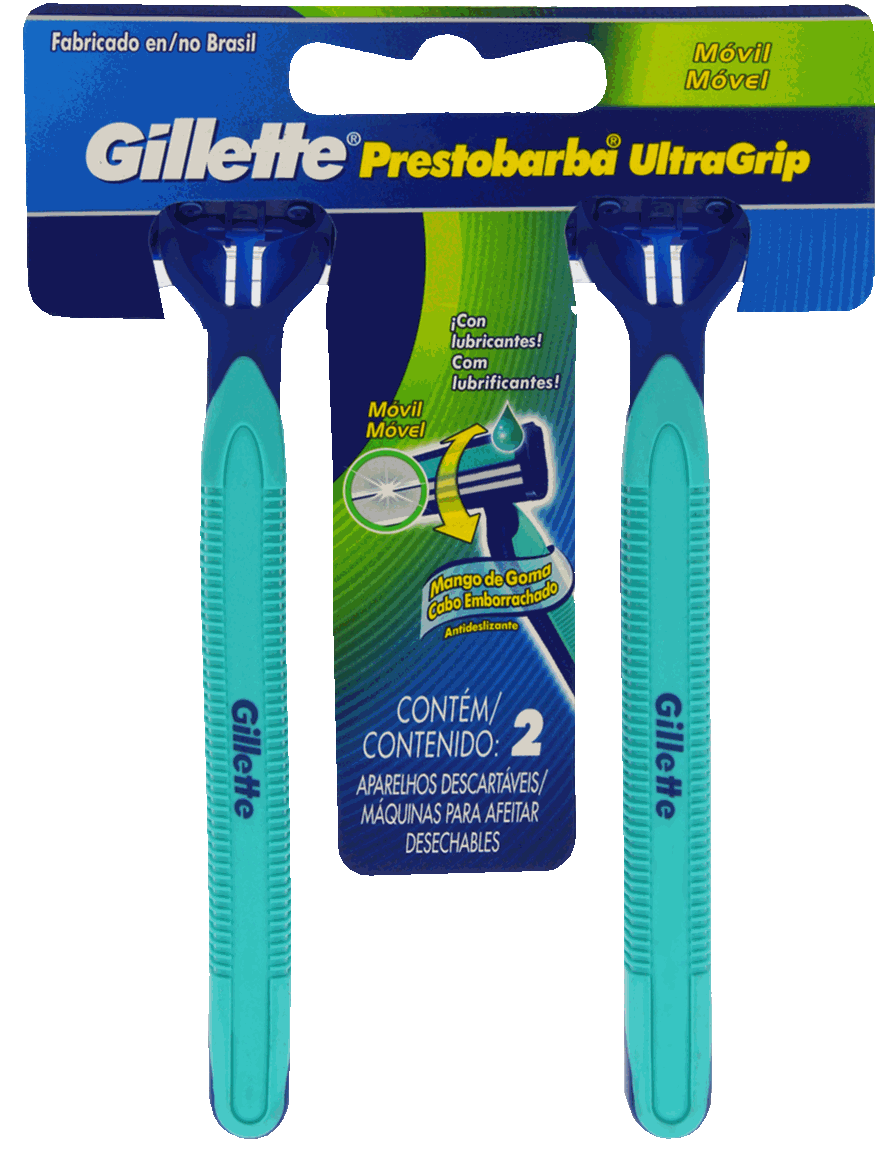 Fabricado en/no Brasil
Móvil
Móvel
Gillette® Prestobarba® UltraGrip
¡Con
lubricantes!
Com
lubrificantes!
Móvil
Móvel
Mango de Goma
Cabo Emborrachado
Antideslizante
CONTÉM/
CONTENIDO: 2
APARELHOS DESCARTÁVEIS/
MÁQUINAS PARA AFEITAR
DESECHABLES
Gillette
Gillette